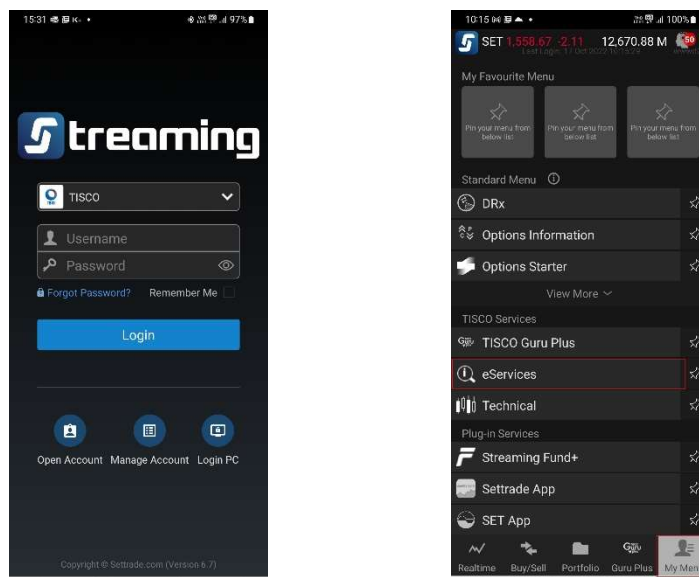 15:31
97%
Streaming
TISCO
Username
Password
Forgot Password? Remember Me
Login
Open Account Manage Account Login PC
Copyright © Settrade.com (Version 6.7)
10:15
100%
SET 1,558.67 -2.11 12,670.88 M 50
My Favourite Menu
Pin your menu from below list
Pin your menu from below list
Pin your menu from below list
Standard Menu
DRx
Options Information
Options Starter
View More
TISCO Services
Guru TISCO Guru Plus
eServices
Technical
Plug-in Services
Streaming Fund+
Settrade App
SET App
Realtime Buy/Sell Portfolio Guru Plus My Men